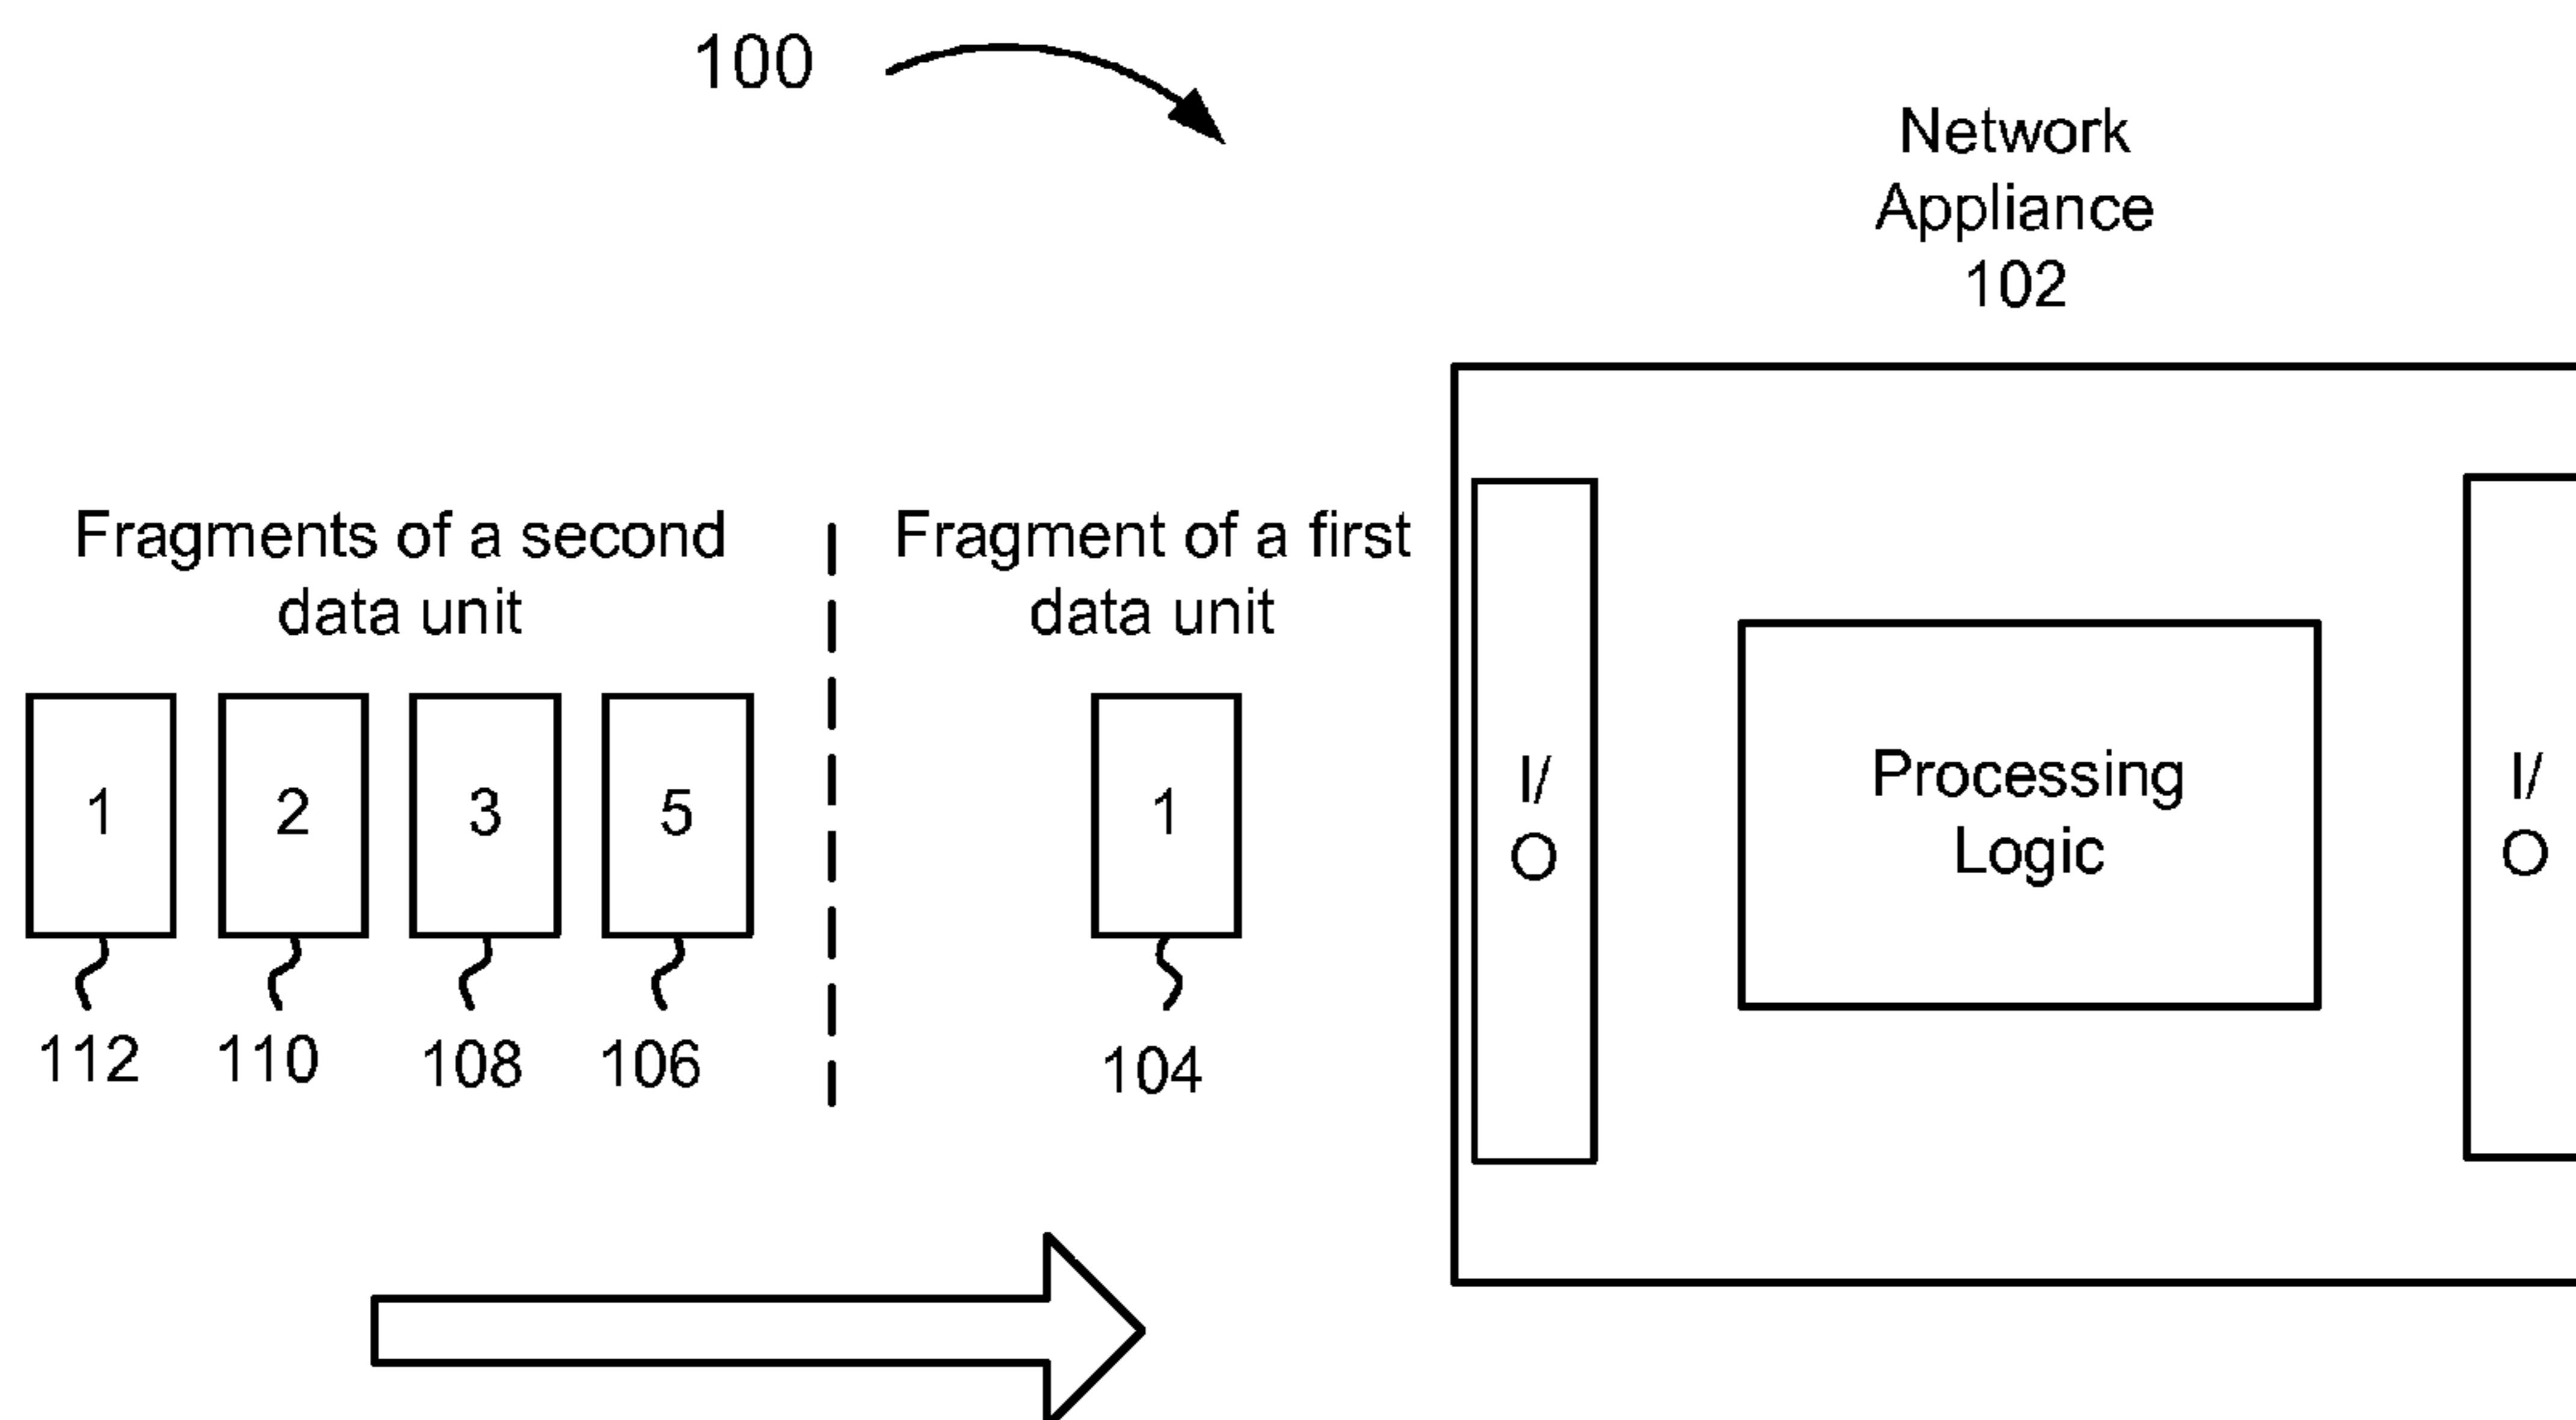 100
Network
Appliance
102
Fragments of a second
data unit
Fragment of a first
data unit
1
2
3
5
1
I/
O
Processing
Logic
I/
O
112
110
108
106
104